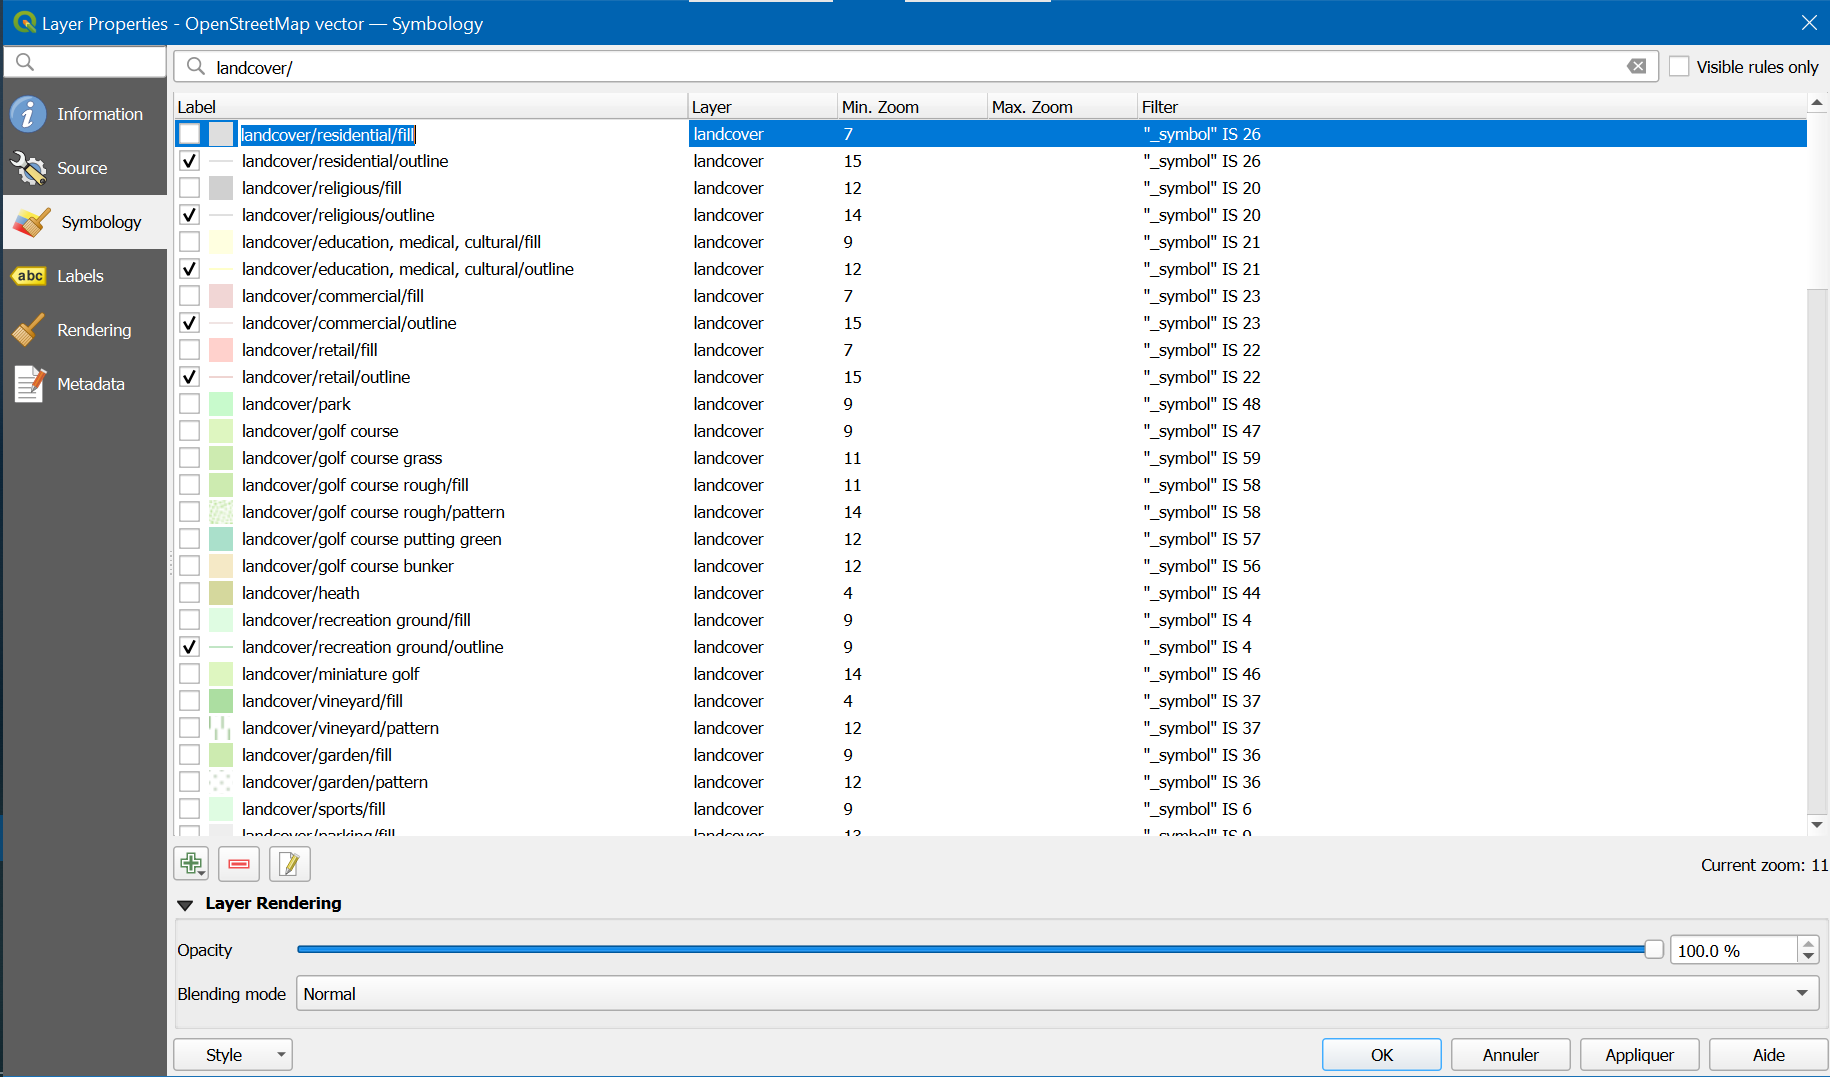 Layer Properties - OpenStreetMap vector — Symbology
landcover/
Visible rules only
Information
Source
Symbology
abc Labels
Rendering
Metadata
Label Layer Min. Zoom Max. Zoom Filter
landcover/residential/fill landcover 7 "_symbol" IS 26
landcover/residential/outline landcover 15 "_symbol" IS 26
landcover/religious/fill landcover 12 "_symbol" IS 20
landcover/religious/outline landcover 14 "_symbol" IS 20
landcover/education, medical, cultural/fill landcover 9 "_symbol" IS 21
landcover/education, medical, cultural/outline landcover 12 "_symbol" IS 21
landcover/commercial/fill landcover 7 "_symbol" IS 23
landcover/commercial/outline landcover 15 "_symbol" IS 23
landcover/retail/fill landcover 7 "_symbol" IS 22
landcover/retail/outline landcover 15 "_symbol" IS 22
landcover/park landcover 9 "_symbol" IS 48
landcover/golf course landcover 9 "_symbol" IS 47
landcover/golf course grass landcover 11 "_symbol" IS 59
landcover/golf course rough/fill landcover 11 "_symbol" IS 58
landcover/golf course rough/pattern landcover 14 "_symbol" IS 58
landcover/golf course putting green landcover 12 "_symbol" IS 57
landcover/golf course bunker landcover 12 "_symbol" IS 56
landcover/heath landcover 4 "_symbol" IS 44
landcover/recreation ground/fill landcover 9 "_symbol" IS 4
landcover/recreation ground/outline landcover 9 "_symbol" IS 4
landcover/miniature golf landcover 14 "_symbol" IS 46
landcover/vineyard/fill landcover 4 "_symbol" IS 37
landcover/vineyard/pattern landcover 12 "_symbol" IS 37
landcover/garden/fill landcover 9 "_symbol" IS 36
landcover/garden/pattern landcover 12 "_symbol" IS 36
landcover/sports/fill landcover 9 "_symbol" IS 6
landcover/parking/fill landcover 13 "_symbol" IS
Current zoom: 11
Layer Rendering
Opacity 100.0 %
Blending mode Normal
Style OK Annuler Appliquer Aide